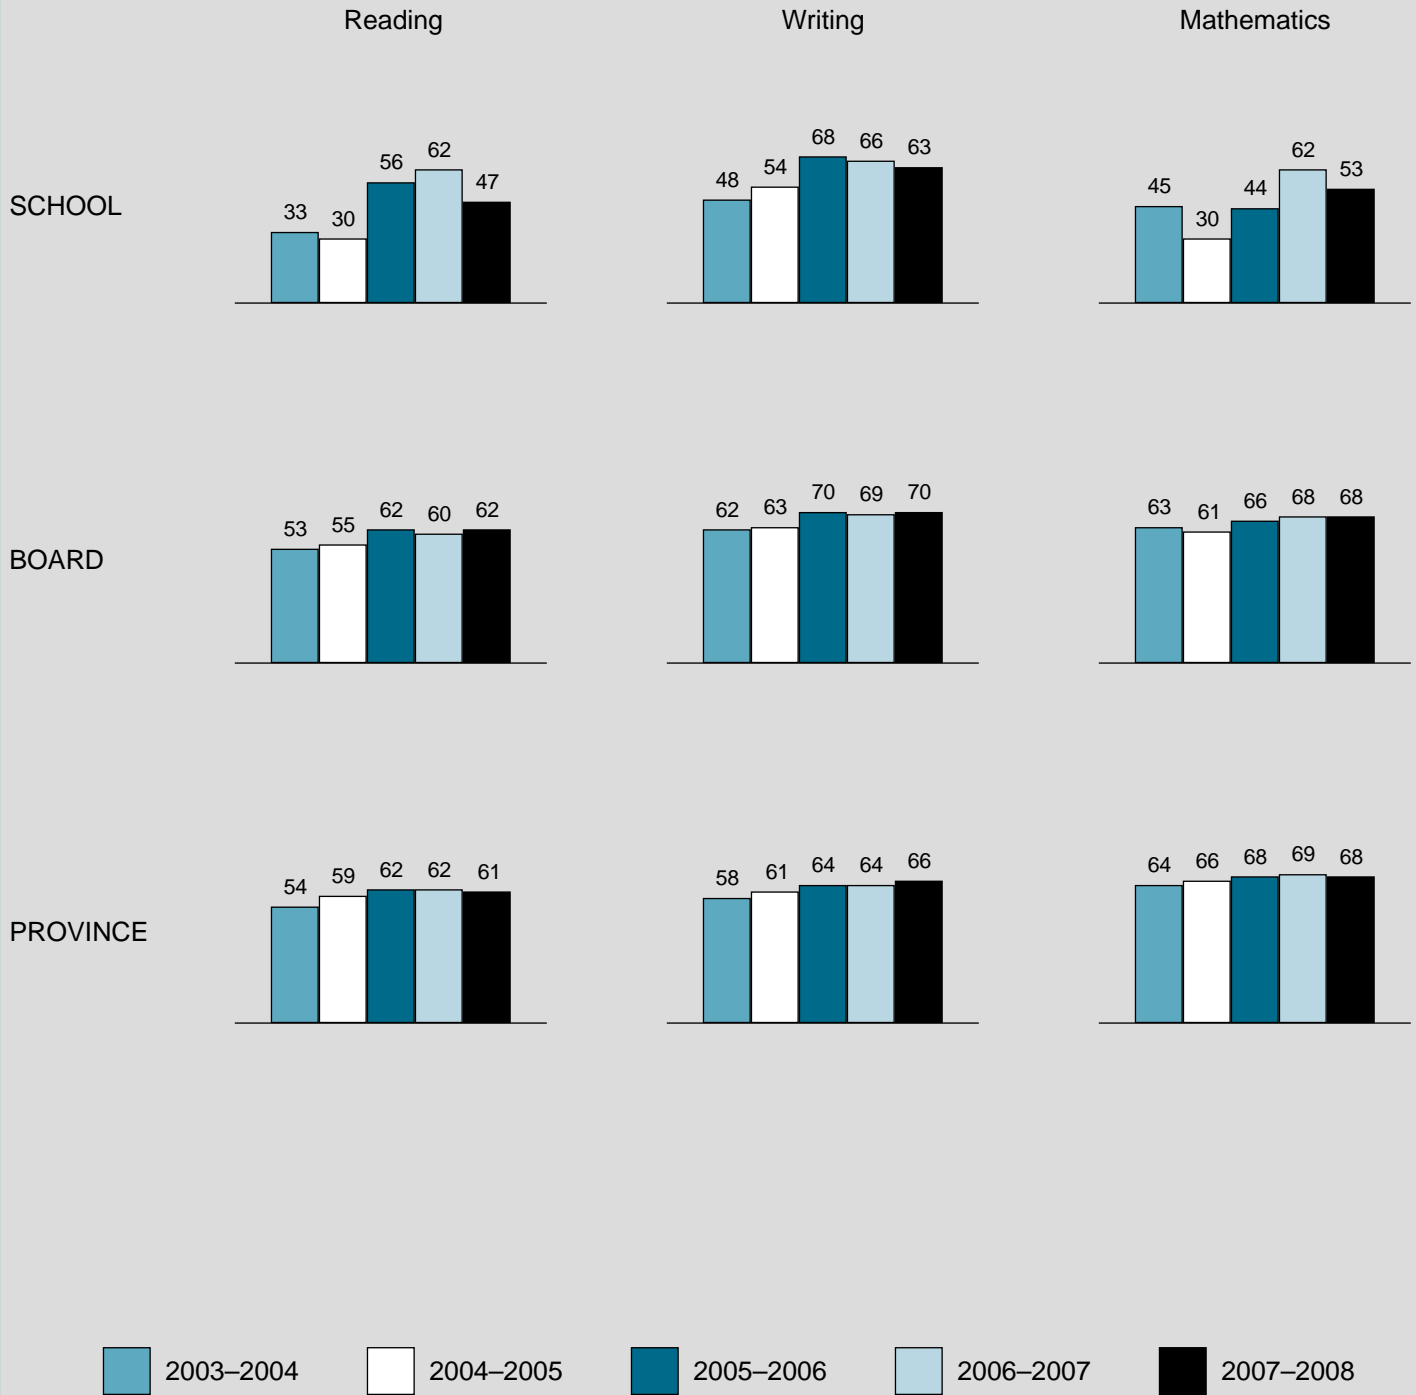 Reading Writing Mathematics
SCHOOL
33 30 56 62 47
48 54 68 66 63
45 30 44 62 53
BOARD
53 55 62 60 62
62 63 70 69 70
63 61 66 68 68
PROVINCE
54 59 62 62 61
58 61 64 64 66
64 66 68 69 68
2003–2004 2004–2005 2005–2006 2006–2007 2007–2008